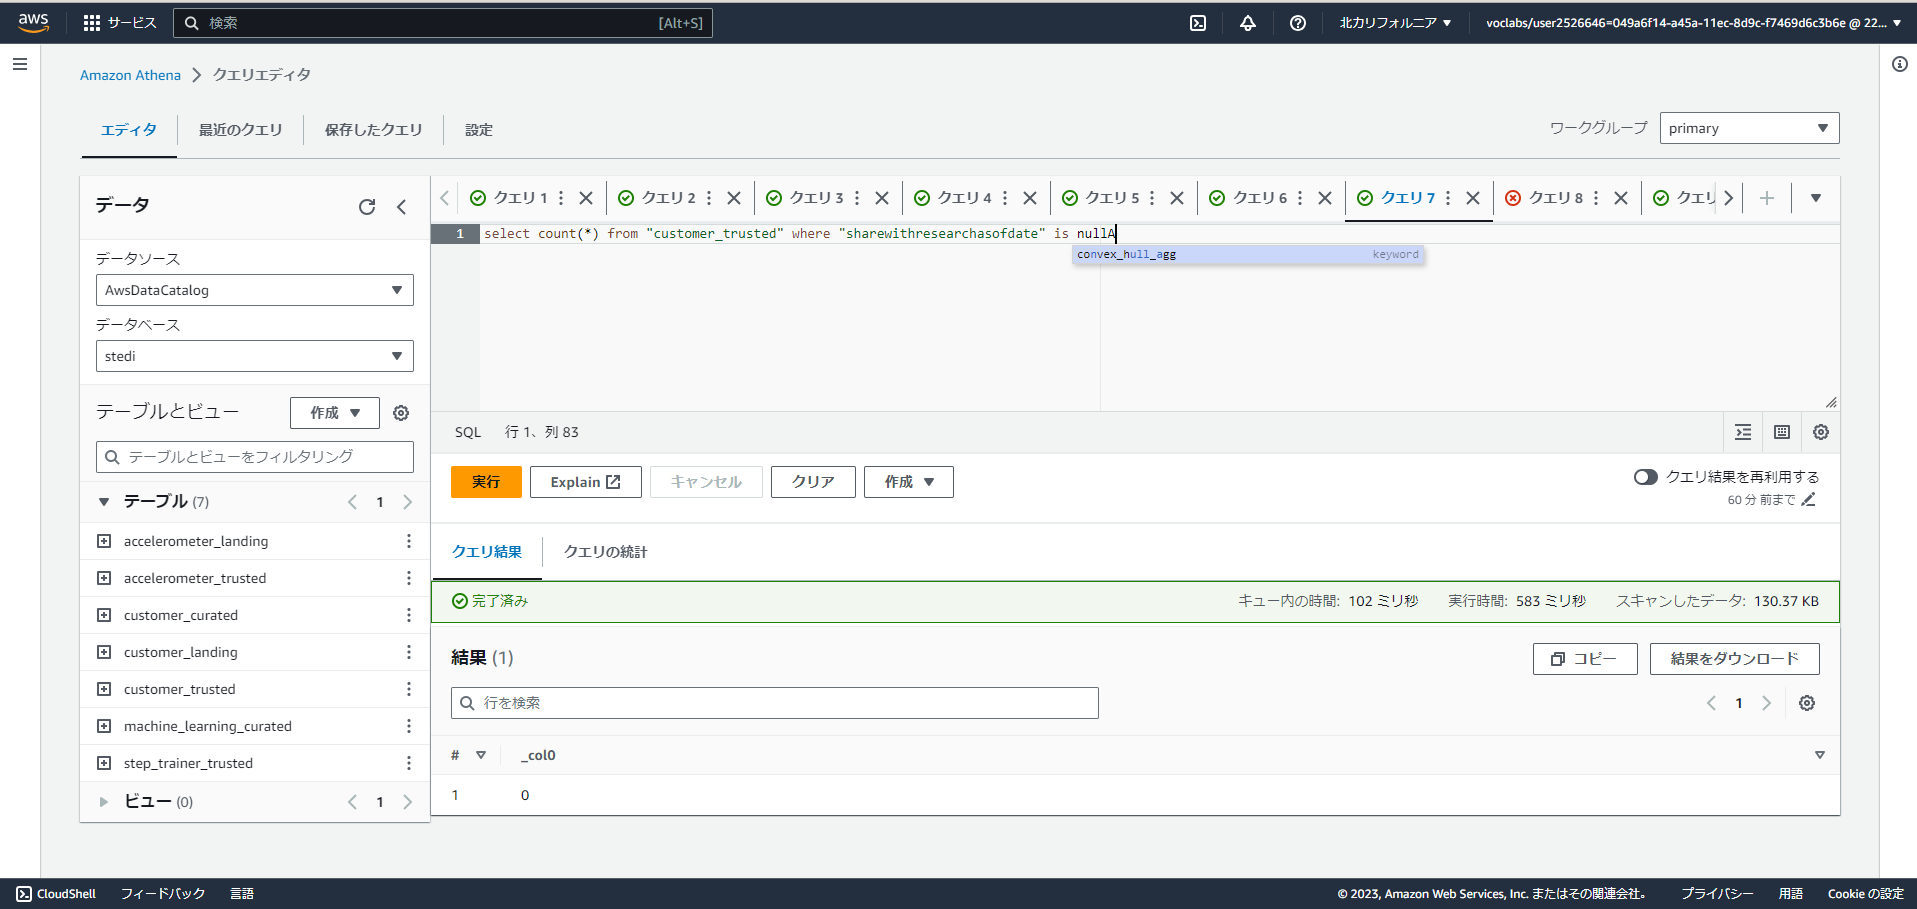 aws
サービス
検索
[Alt+S]
北カリフォルニア
voclabs/user2526646=049a6f14-a45a-11ec-8d9c-f7469d6c3b6e @ 22...
Amazon Athena
クエリエディタ
エディタ
最近のクエリ
保存したクエリ
設定
ワークグループ
primary
データ
データソース
AwsDataCatalog
データベース
stedi
テーブルとビュー
作成
テーブルとビューをフィルタリング
テーブル (7)
1
accelerometer_landing
accelerometer_trusted
customer_curated
customer_landing
customer_trusted
machine_learning_curated
step_trainer_trusted
ビュー (0)
1
クエリ 1
クエリ 2
クエリ 3
クエリ 4
クエリ 5
クエリ 6
クエリ 7
クエリ 8
クエリ
1
select count(*) from "customer_trusted" where "sharewithresearchasofdate" is nullA
convex_hull_agg
keyword
SQL
行 1、列 83
実行
Explain
キャンセル
クリア
作成
クエリ結果を再利用する
60 分 前まで
クエリ結果
クエリの統計
完了済み
キュー内の時間: 102 ミリ秒
実行時間: 583 ミリ秒
スキャンしたデータ: 130.37 KB
結果 (1)
コピー
結果をダウンロード
行を検索
1
#
_col0
1
0
CloudShell
フィードバック
言語
© 2023, Amazon Web Services, Inc. またはその関連会社。
プライバシー
用語
Cookie の設定